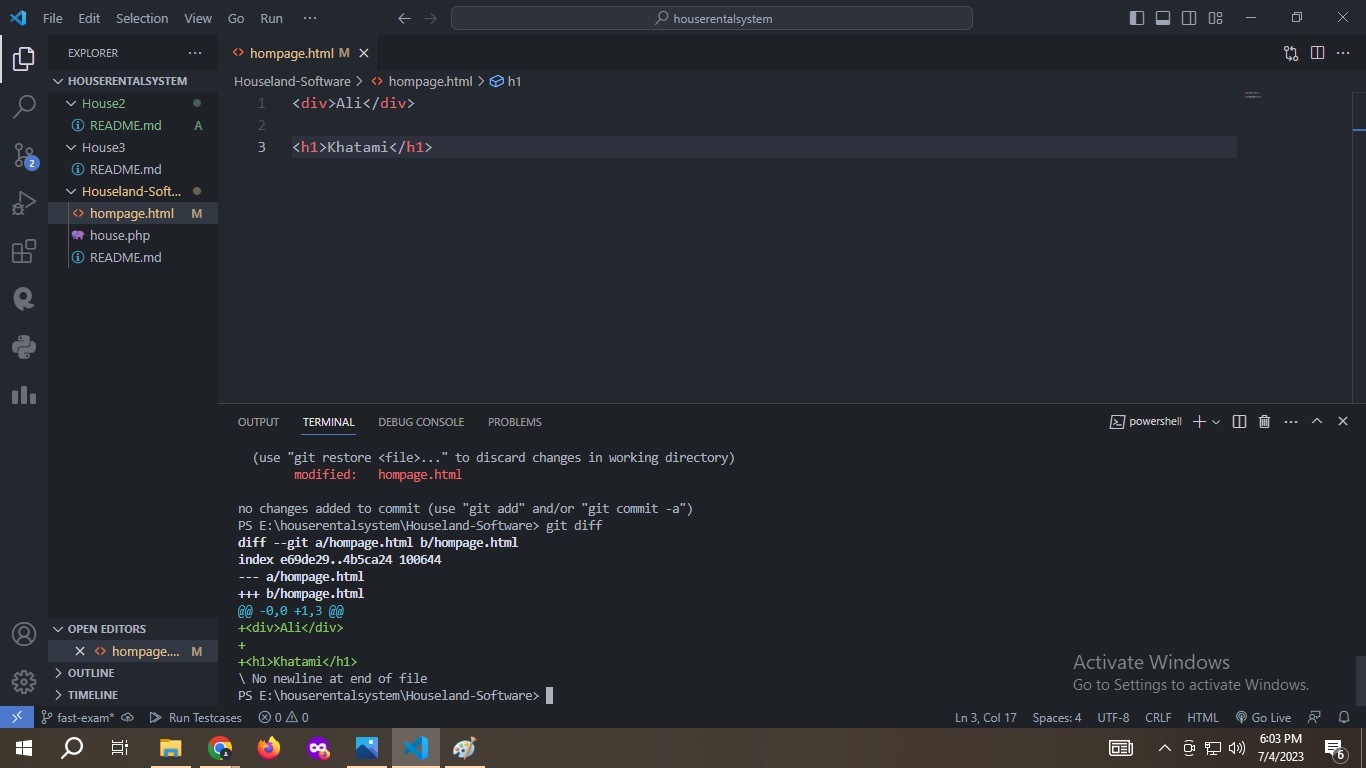 File Edit Selection View Go Run ··· houserentalsystem
EXPLORER ···
HOUSERENTALSYSTEM
House2
README.md A
House3
README.md
Houseland-Soft...
hompage.html M
house.php
README.md
OPEN EDITORS
hompage.... M
OUTLINE
TIMELINE
hompage.html M
Houseland-Software > hompage.html > h1
1 <div>Ali</div>
2
3 <h1>Khatami</h1>
OUTPUT TERMINAL DEBUG CONSOLE PROBLEMS powershell
(use "git restore <file>..." to discard changes in working directory)
modified: hompage.html
no changes added to commit (use "git add" and/or "git commit -a")
PS E:\houserentalsystem\Houseland-Software> git diff
diff --git a/hompage.html b/hompage.html
index e69de29..4b5ca24 100644
--- a/hompage.html
+++ b/hompage.html
@@ -0,0 +1,3 @@
+<div>Ali</div>
+
+<h1>Khatami</h1>
\ No newline at end of file
PS E:\houserentalsystem\Houseland-Software>
Activate Windows
Go to Settings to activate Windows.
2
fast-exam* Run Testcases 0 0 Ln 3, Col 17 Spaces: 4 UTF-8 CRLF HTML Go Live
6:03 PM
7/4/2023
6